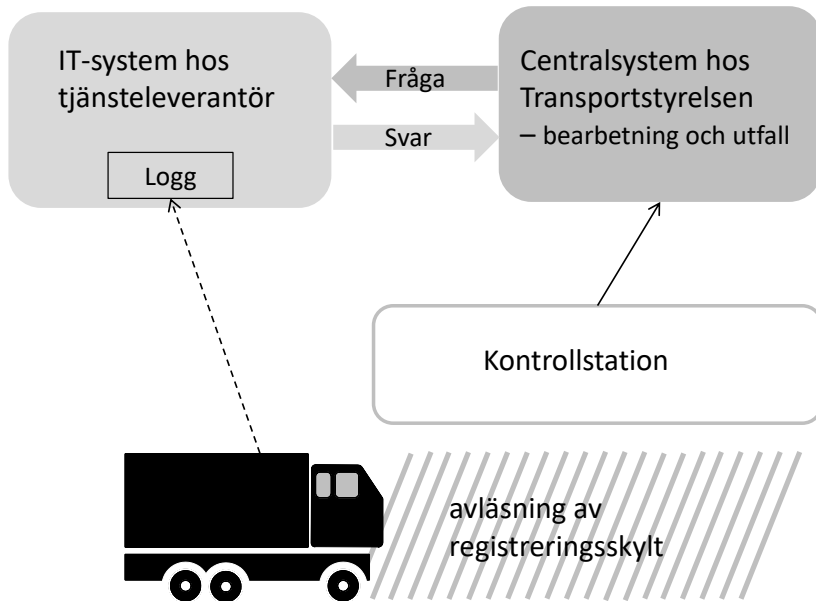 IT-system hos
tjänsteleverantör
Logg
Fråga
Svar
Centralsystem hos
Transportstyrelsen
– bearbetning och utfall
Kontrollstation
avläsning av
registreringsskylt